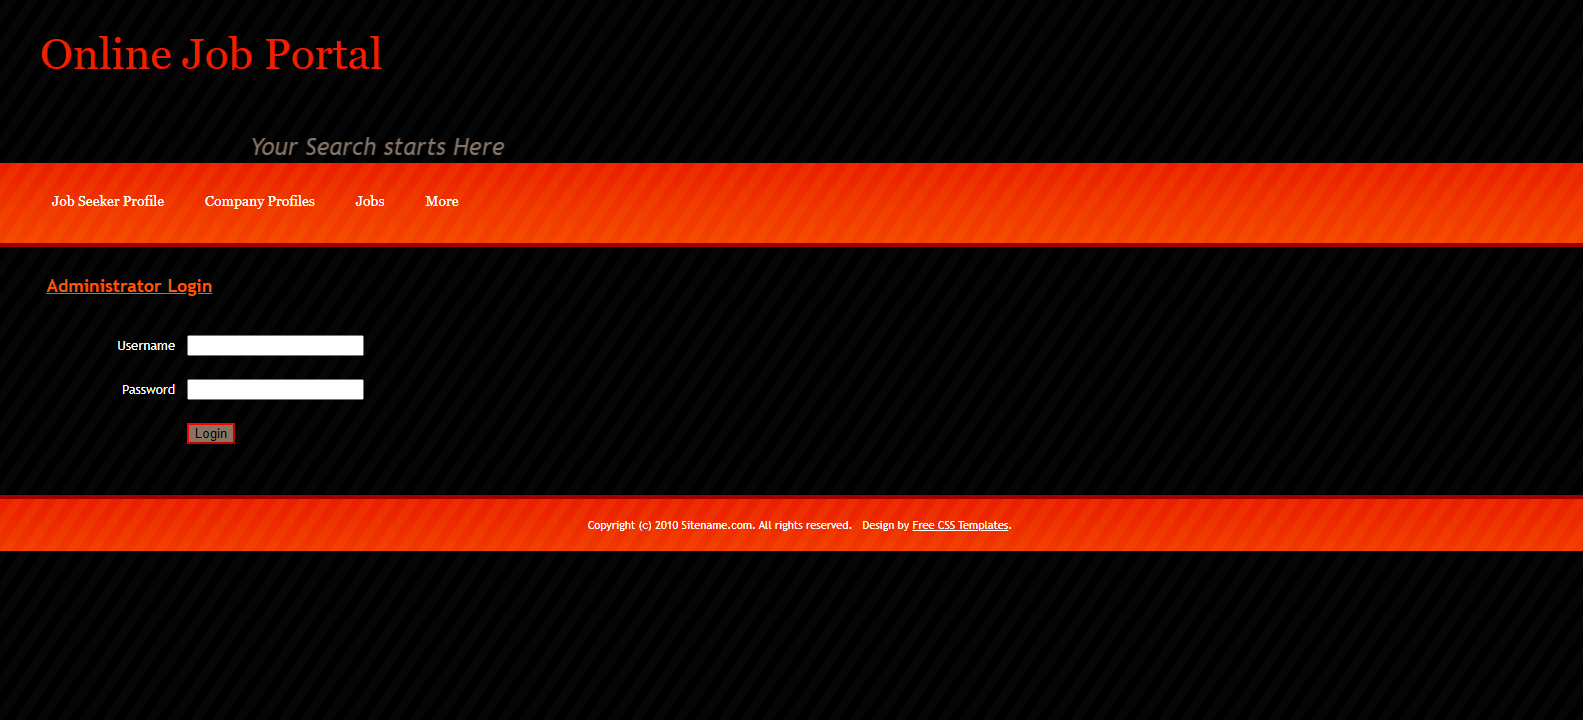 Online Job Portal
Your Search starts Here
Job Seeker Profile Company Profiles Jobs More
Administrator Login
Username
Password
Login
Copyright (c) 2010 Sitename.com. All rights reserved. Design by Free CSS Templates.